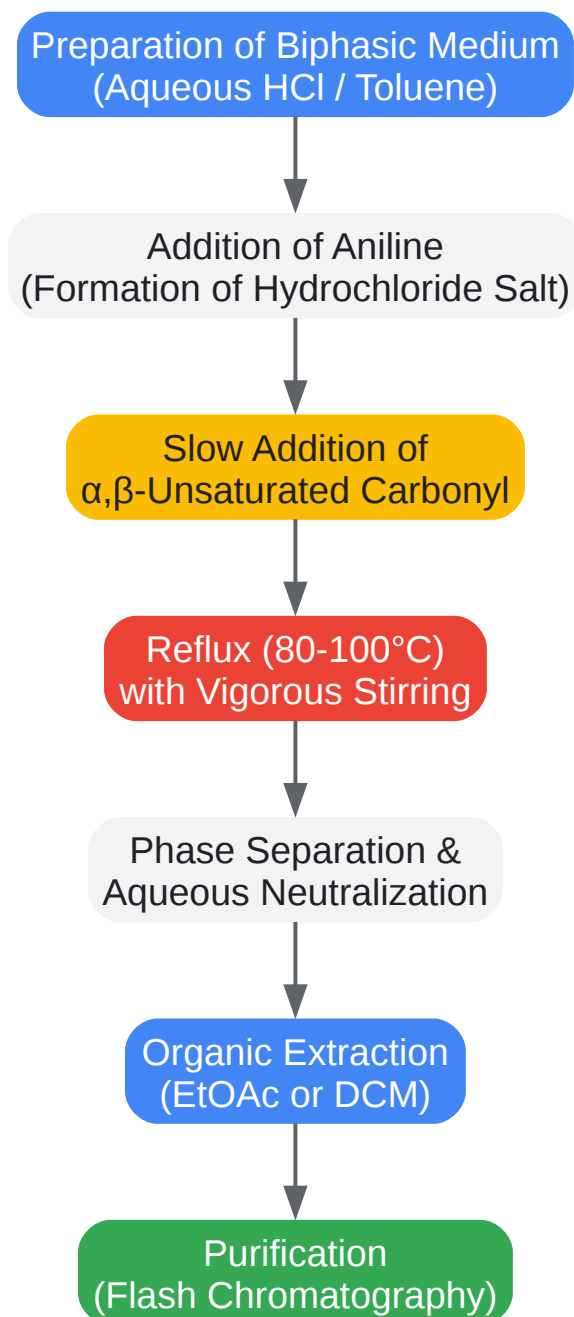 Preparation of Biphasic Medium
(Aqueous HCl / Toluene)
Addition of Aniline
(Formation of Hydrochloride Salt)
Slow Addition of
α,β-Unsaturated Carbonyl
Reflux (80-100°C)
with Vigorous Stirring
Phase Separation &
Aqueous Neutralization
Organic Extraction
(EtOAc or DCM)
Purification
(Flash Chromatography)